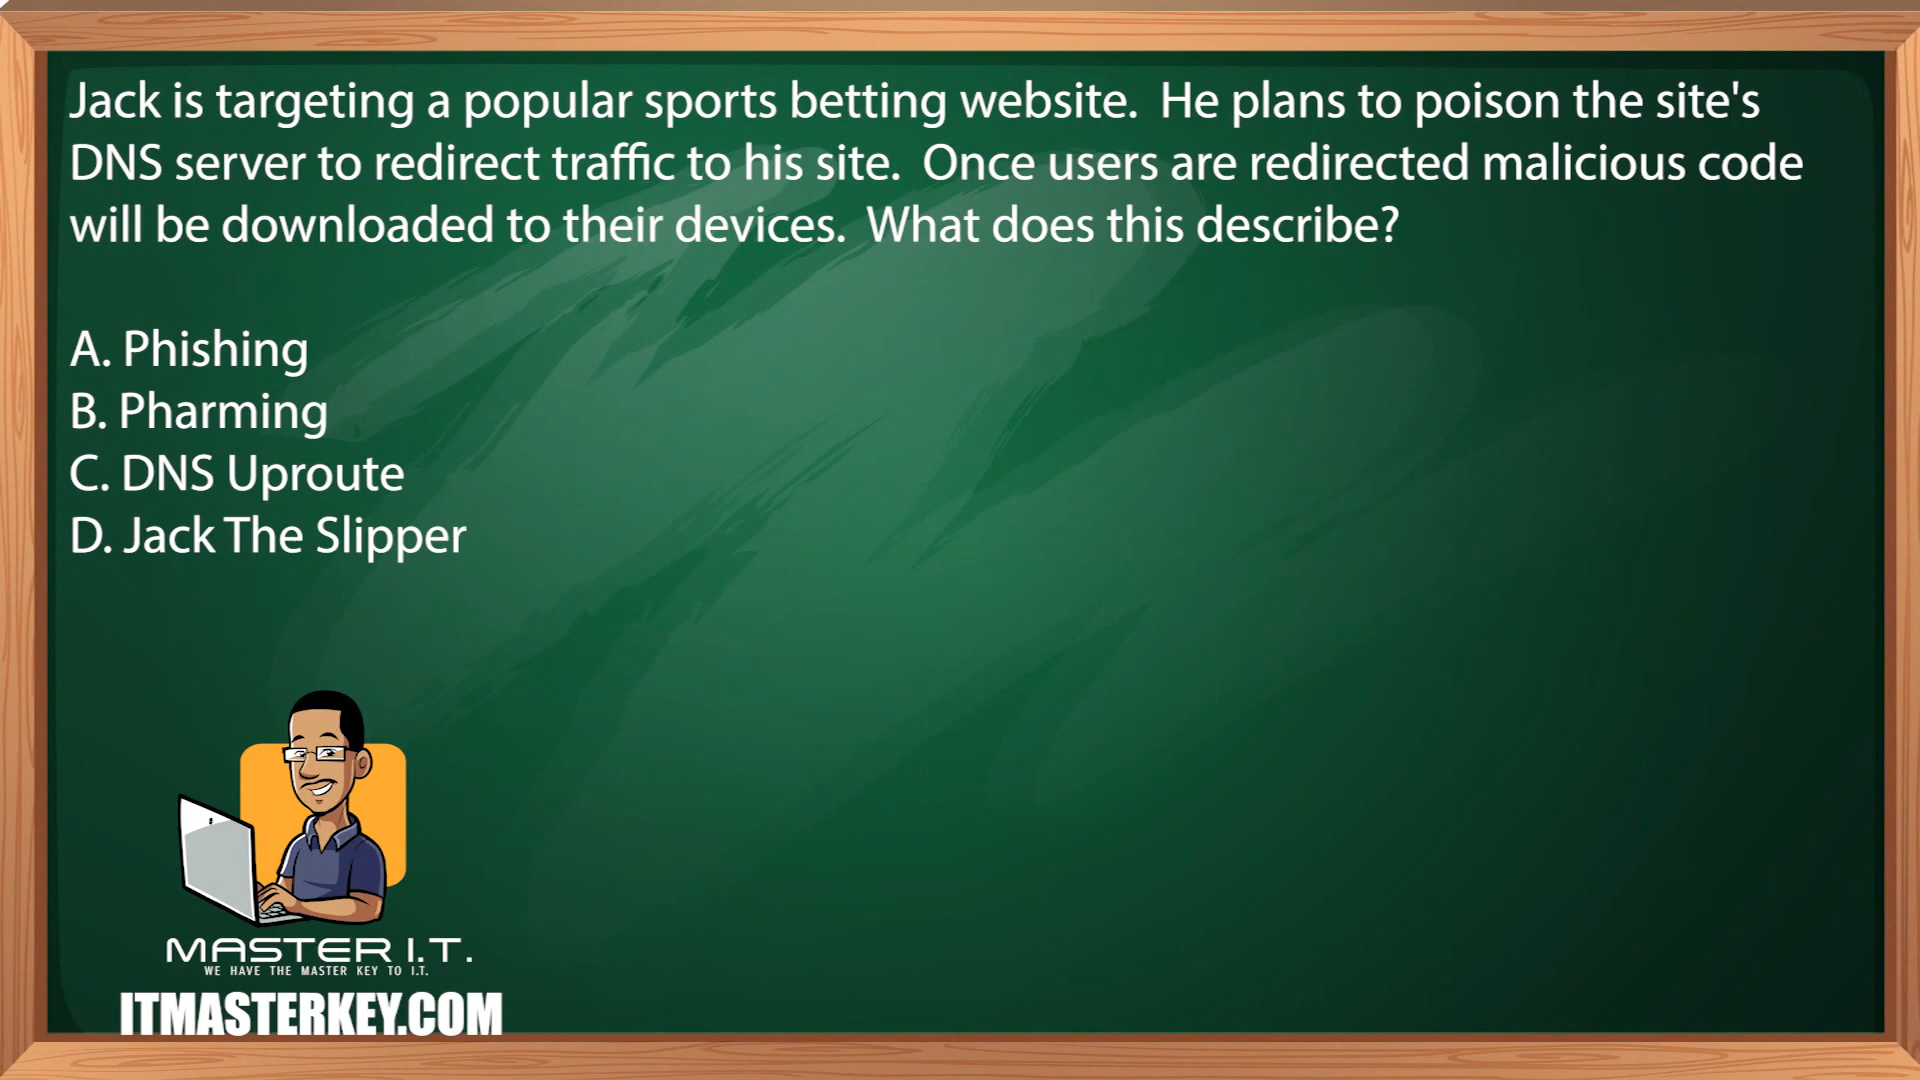 Jack is targeting a popular sports betting website.  He plans to poison the site's
DNS server to redirect traffic to his site.  Once users are redirected malicious code
will be downloaded to their devices.  What does this describe?
A. Phishing
B. Pharming
C. DNS Uproute
D. Jack The Slipper
MASTER I.T.
WE HAVE THE MASTER KEY TO I.T.
ITMASTERKEY.COM